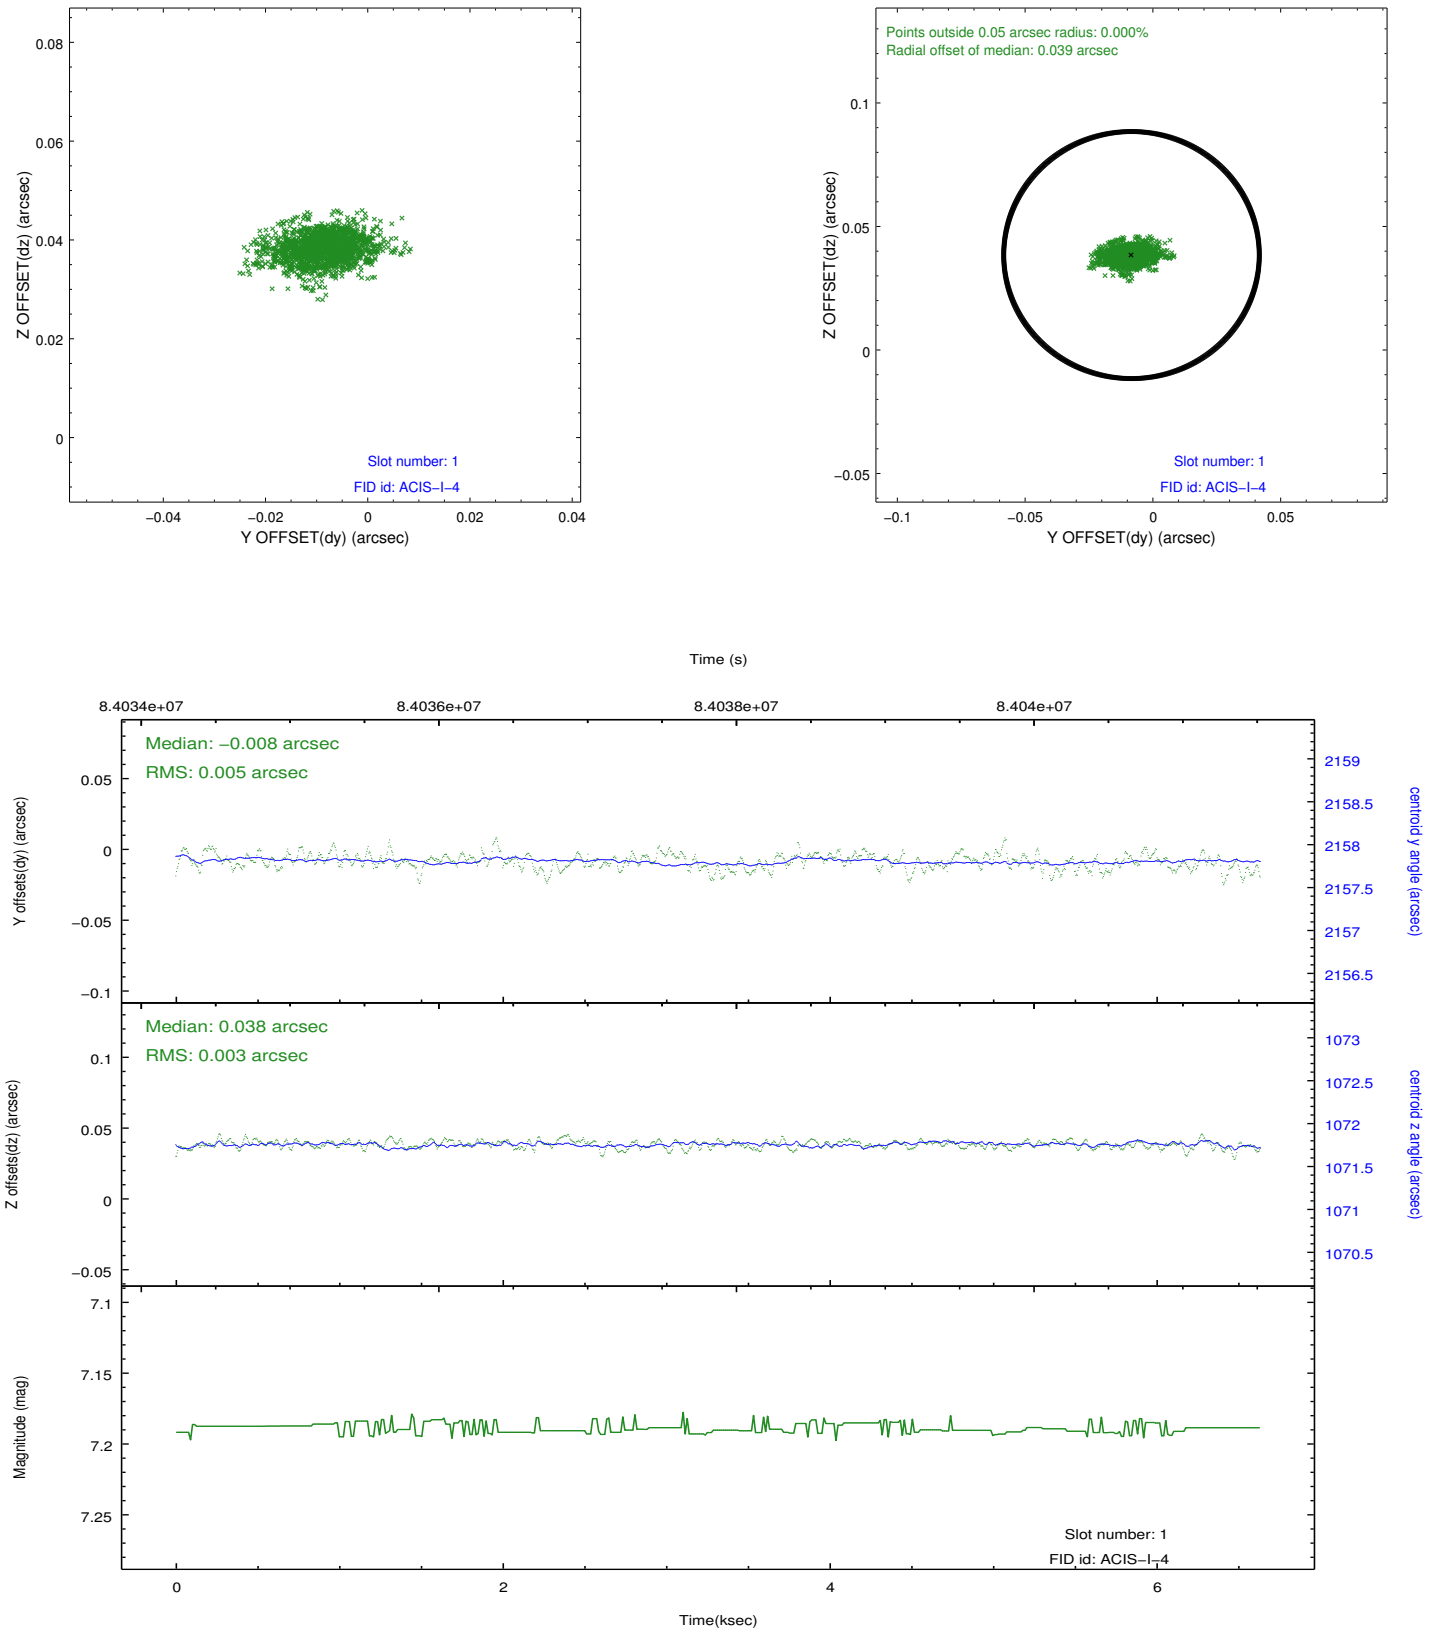 0.08
0.06
0.04
0.02
0
Z OFFSET(dz) (arcsec)
Slot number: 1
FID id: ACIS−I−4
−0.04
−0.02
0
0.02
0.04
Y OFFSET(dy) (arcsec)
Points outside 0.05 arcsec radius: 0.000%
Radial offset of median: 0.039 arcsec
0.1
0.05
0
−0.05
Z OFFSET(dz) (arcsec)
Slot number: 1
FID id: ACIS−I−4
−0.1
−0.05
0
0.05
Y OFFSET(dy) (arcsec)
Time (s)
8.4034e+07
8.4036e+07
8.4038e+07
8.404e+07
Median: −0.008 arcsec
RMS: 0.005 arcsec
0.05
0
−0.05
−0.1
Y offsets(dy) (arcsec)
2159
2158.5
2158
2157.5
2157
2156.5
centroid y angle (arcsec)
Median: 0.038 arcsec
RMS: 0.003 arcsec
0.1
0.05
0
−0.05
Z offsets(dz) (arcsec)
1073
1072.5
1072
1071.5
1071
1070.5
centroid z angle (arcsec)
7.1
7.15
7.2
7.25
Magnitude (mag)
Slot number: 1
FID id: ACIS−I−4
0
2
4
6
Time(ksec)